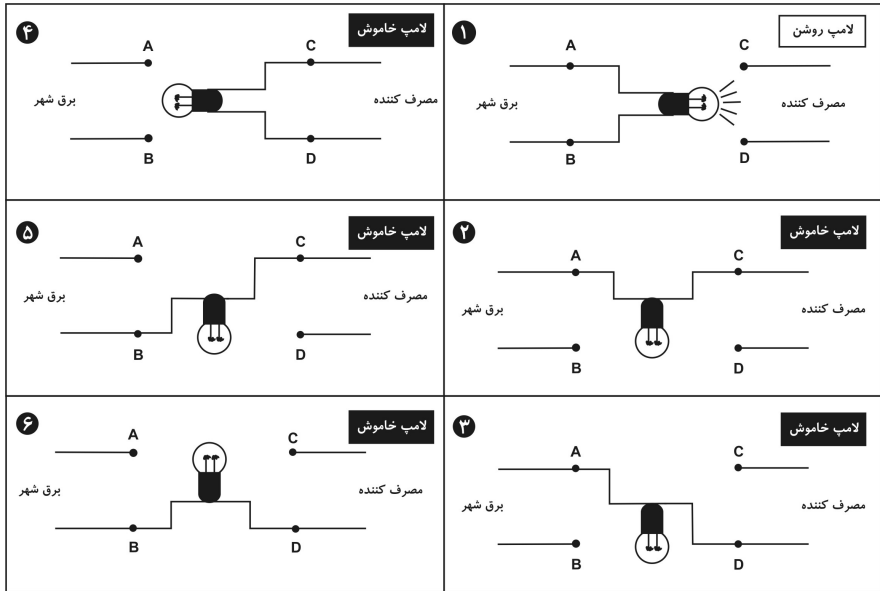 ۱
لامپ روشن
A
C
برق شهر
مصرف کننده
B
D
۲
لامپ خاموش
A
C
برق شهر
مصرف کننده
B
D
۳
لامپ خاموش
A
C
برق شهر
مصرف کننده
B
D
۴
لامپ خاموش
A
C
برق شهر
مصرف کننده
B
D
۵
لامپ خاموش
A
C
برق شهر
مصرف کننده
B
D
۶
لامپ خاموش
A
C
برق شهر
مصرف کننده
B
D